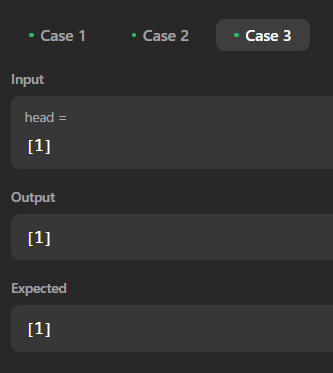 Case 1 Case 2 Case 3
Input
head =
[1]
Output
[1]
Expected
[1]